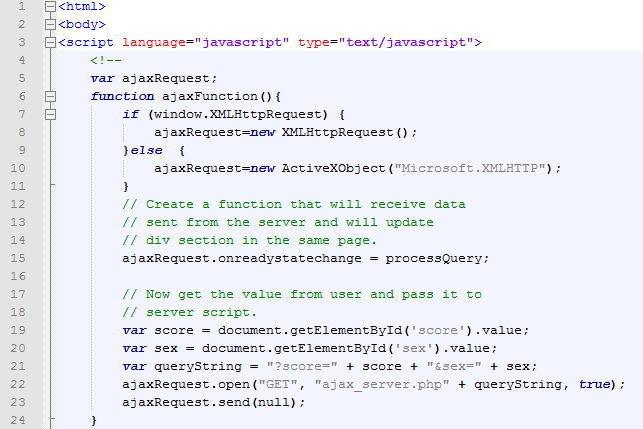 1 <html>
2 <body>
3 <script language="javascript" type="text/javascript">
4 <!--
5 var ajaxRequest;
6 function ajaxFunction(){
7 if (window.XMLHttpRequest) {
8 ajaxRequest=new XMLHttpRequest();
9 }else {
10 ajaxRequest=new ActiveXObject("Microsoft.XMLHTTP");
11 }
12 // Create a function that will receive data
13 // sent from the server and will update
14 // div section in the same page.
15 ajaxRequest.onreadystatechange = processQuery;
16
17 // Now get the value from user and pass it to
18 // server script.
19 var score = document.getElementById('score').value;
20 var sex = document.getElementById('sex').value;
21 var queryString = "?score=" + score + "&sex=" + sex;
22 ajaxRequest.open("GET", "ajax_server.php" + queryString, true);
23 ajaxRequest.send(null);
24 }